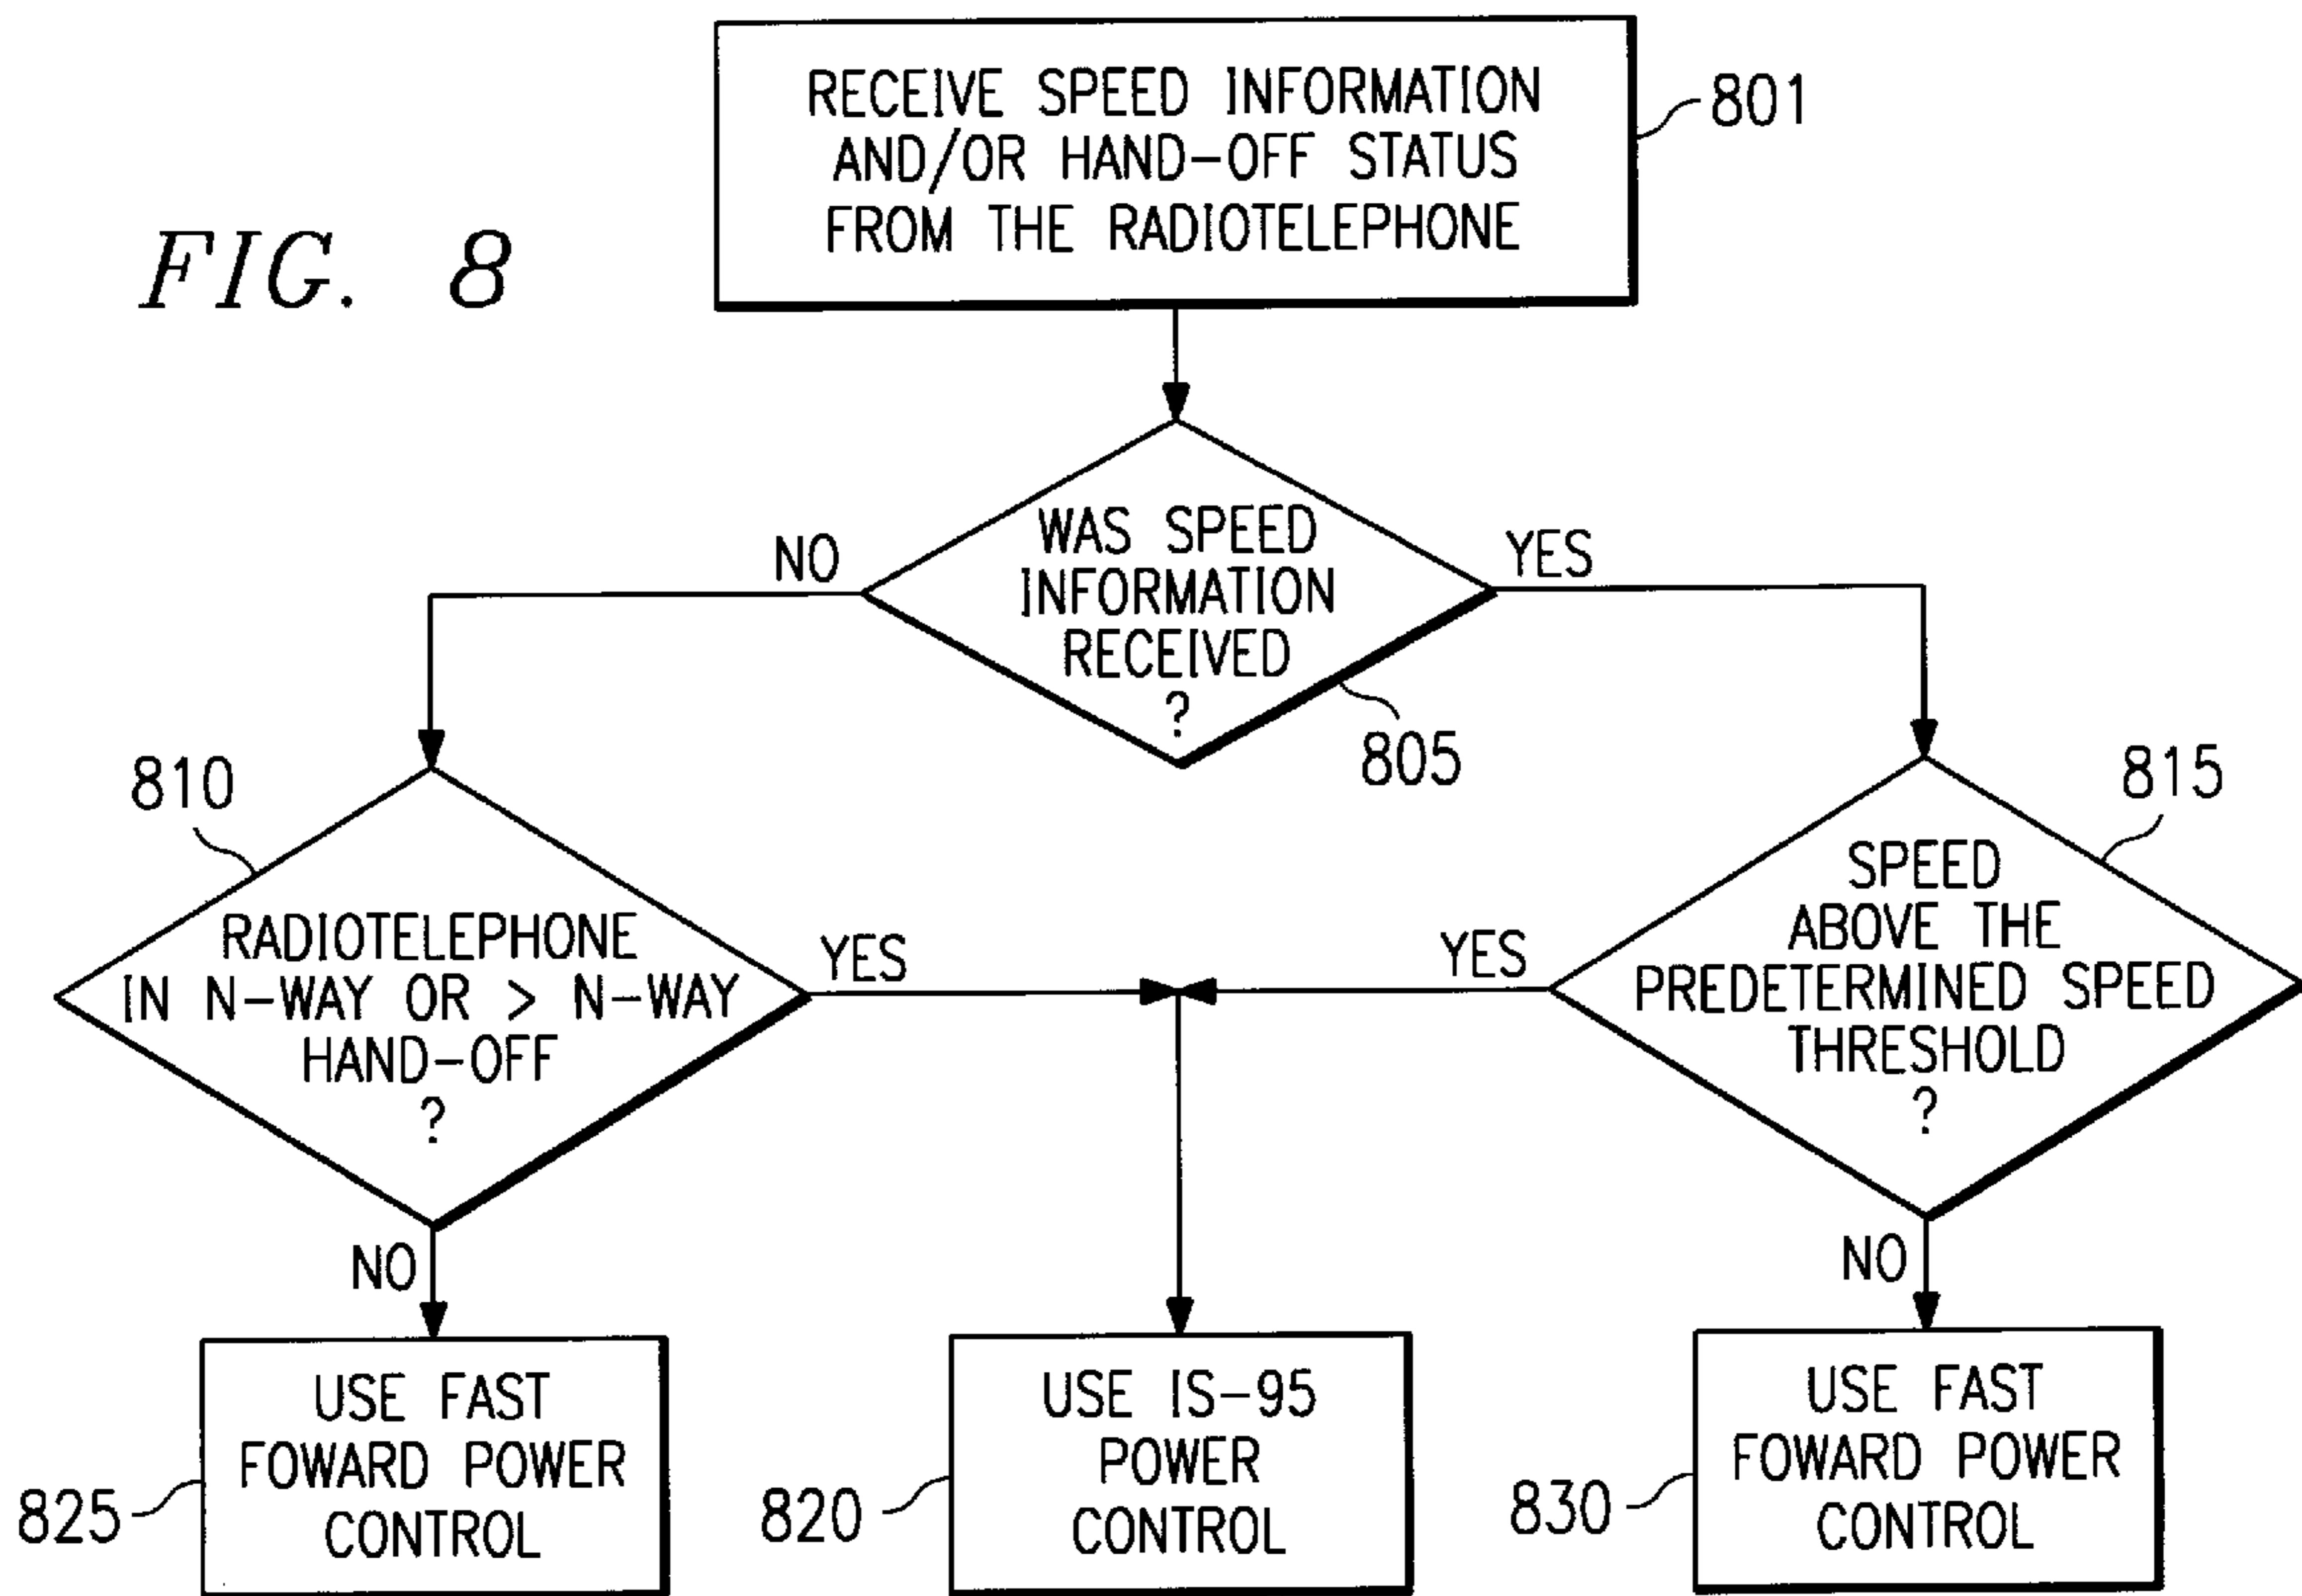 FIG. 8
RECEIVE SPEED INFORMATION
AND/OR HAND-OFF STATUS
FROM THE RADIOTELEPHONE
801
WAS SPEED
INFORMATION
RECEIVED
?
NO
YES
805
810
815
RADIOTELEPHONE
IN N-WAY OR > N-WAY
HAND-OFF
?
YES
YES
SPEED
ABOVE THE
PREDETERMINED SPEED
THRESHOLD
?
NO
NO
USE FAST
FOWARD POWER
CONTROL
825
USE IS-95
POWER
CONTROL
820
USE FAST
FOWARD POWER
CONTROL
830